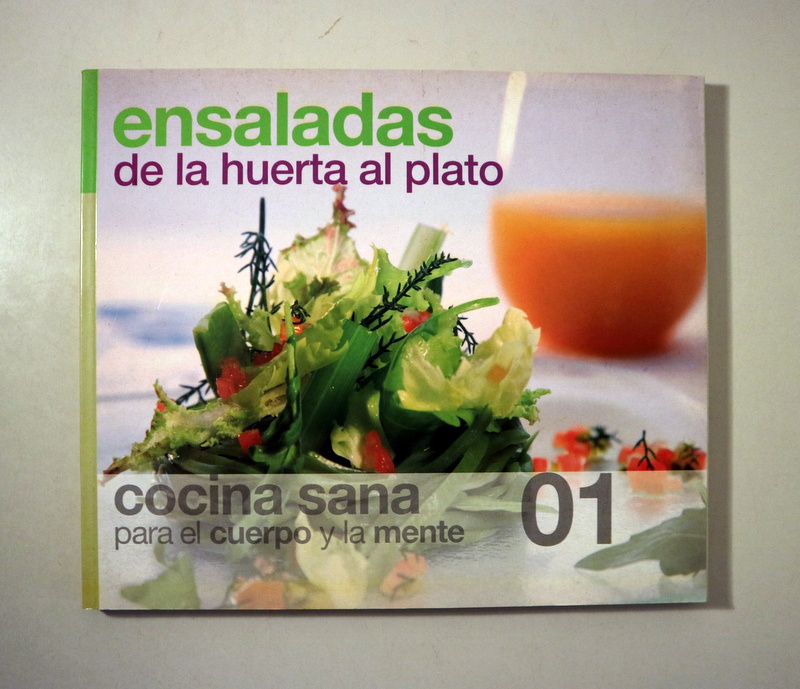 ensaladas
de la huerta al plato
cocina sana
para el cuerpo y la mente
01